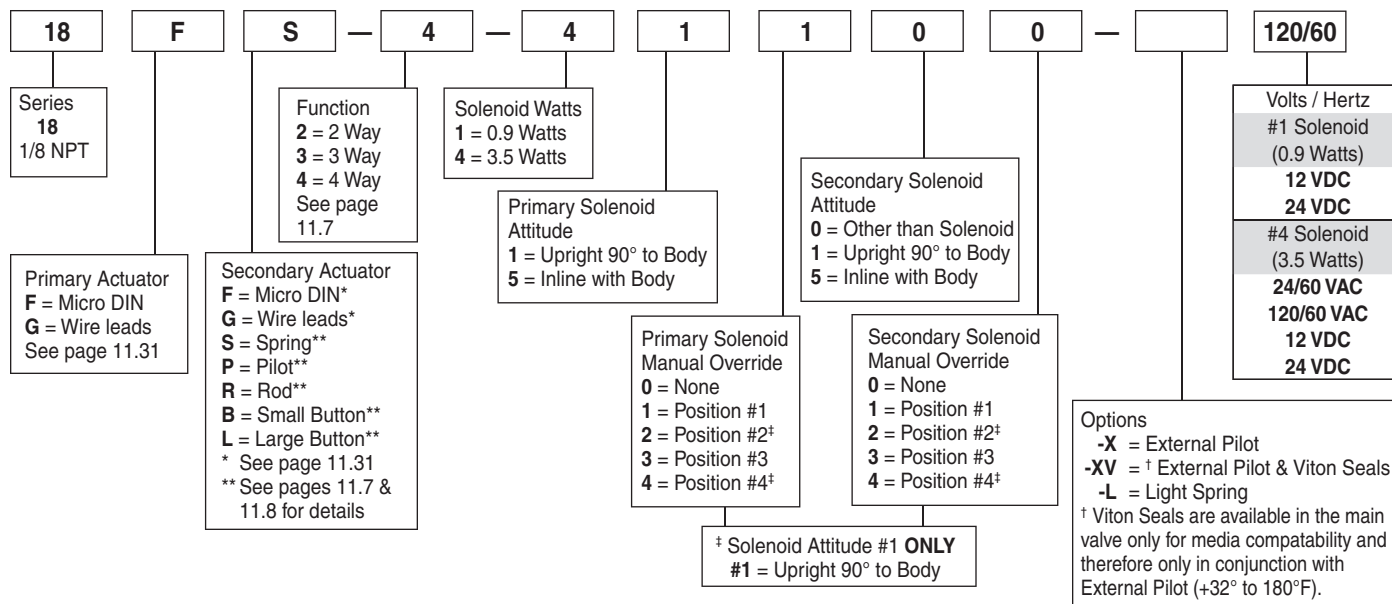 18 F S — 4 — 4 1 1 0 0 — 120/60
Series
18
1/8 NPT
Primary Actuator
F = Micro DIN
G = Wire leads
See page 11.31
Secondary Actuator
F = Micro DIN*
G = Wire leads*
S = Spring**
P = Pilot**
R = Rod**
B = Small Button**
L = Large Button**
* See page 11.31
** See pages 11.7 &
11.8 for details
Function
2 = 2 Way
3 = 3 Way
4 = 4 Way
See page
11.7
Solenoid Watts
1 = 0.9 Watts
4 = 3.5 Watts
Primary Solenoid
Attitude
1 = Upright 90° to Body
5 = Inline with Body
Primary Solenoid
Manual Override
0 = None
1 = Position #1
2 = Position #2‡
3 = Position #3
4 = Position #4‡
Secondary Solenoid
Attitude
0 = Other than Solenoid
1 = Upright 90° to Body
5 = Inline with Body
Secondary Solenoid
Manual Override
0 = None
1 = Position #1
2 = Position #2‡
3 = Position #3
4 = Position #4‡
‡ Solenoid Attitude #1 ONLY
#1 = Upright 90° to Body
Options
-X = External Pilot
-XV = † External Pilot & Viton Seals
-L = Light Spring
† Viton Seals are available in the main
valve only for media compatability and
therefore only in conjunction with
External Pilot (+32° to 180°F).
Volts / Hertz
#1 Solenoid
(0.9 Watts)
12 VDC
24 VDC
#4 Solenoid
(3.5 Watts)
24/60 VAC
120/60 VAC
12 VDC
24 VDC